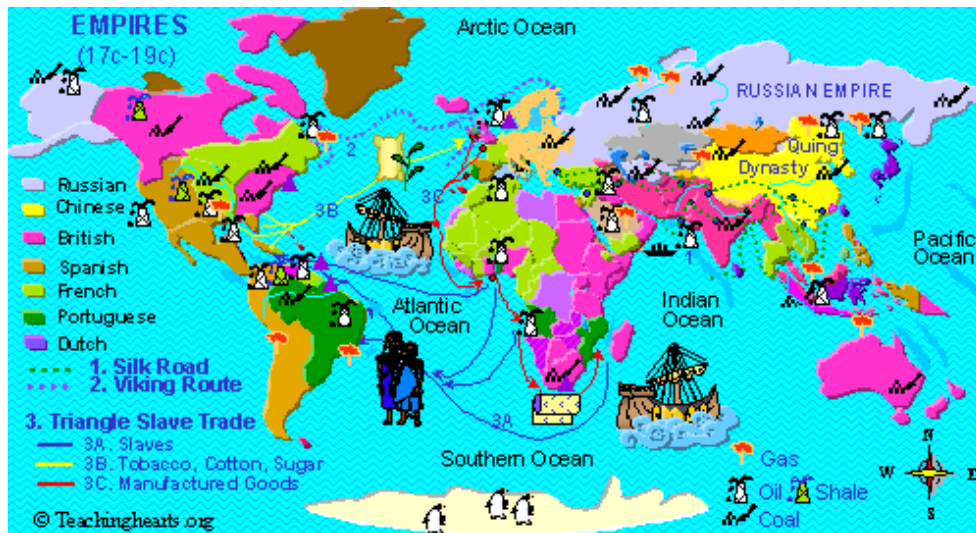 EMPIRES
(17c-19c)
Arctic Ocean
RUSSIAN EMPIRE
Quing
Dynasty
2
3C
3B
1
Russian
Chinese
British
Spanish
French
Portuguese
Dutch
Pacific
Ocean
Atlantic
Ocean
Indian
Ocean
1. Silk Road
2. Viking Route
3. Triangle Slave Trade
3A. Slaves
3B. Tobacco, Cotton, Sugar
3C. Manufactured Goods
3A
Southern Ocean
Gas
Oil
Shale
Coal
N
W
E
S
© Teachinghearts.org